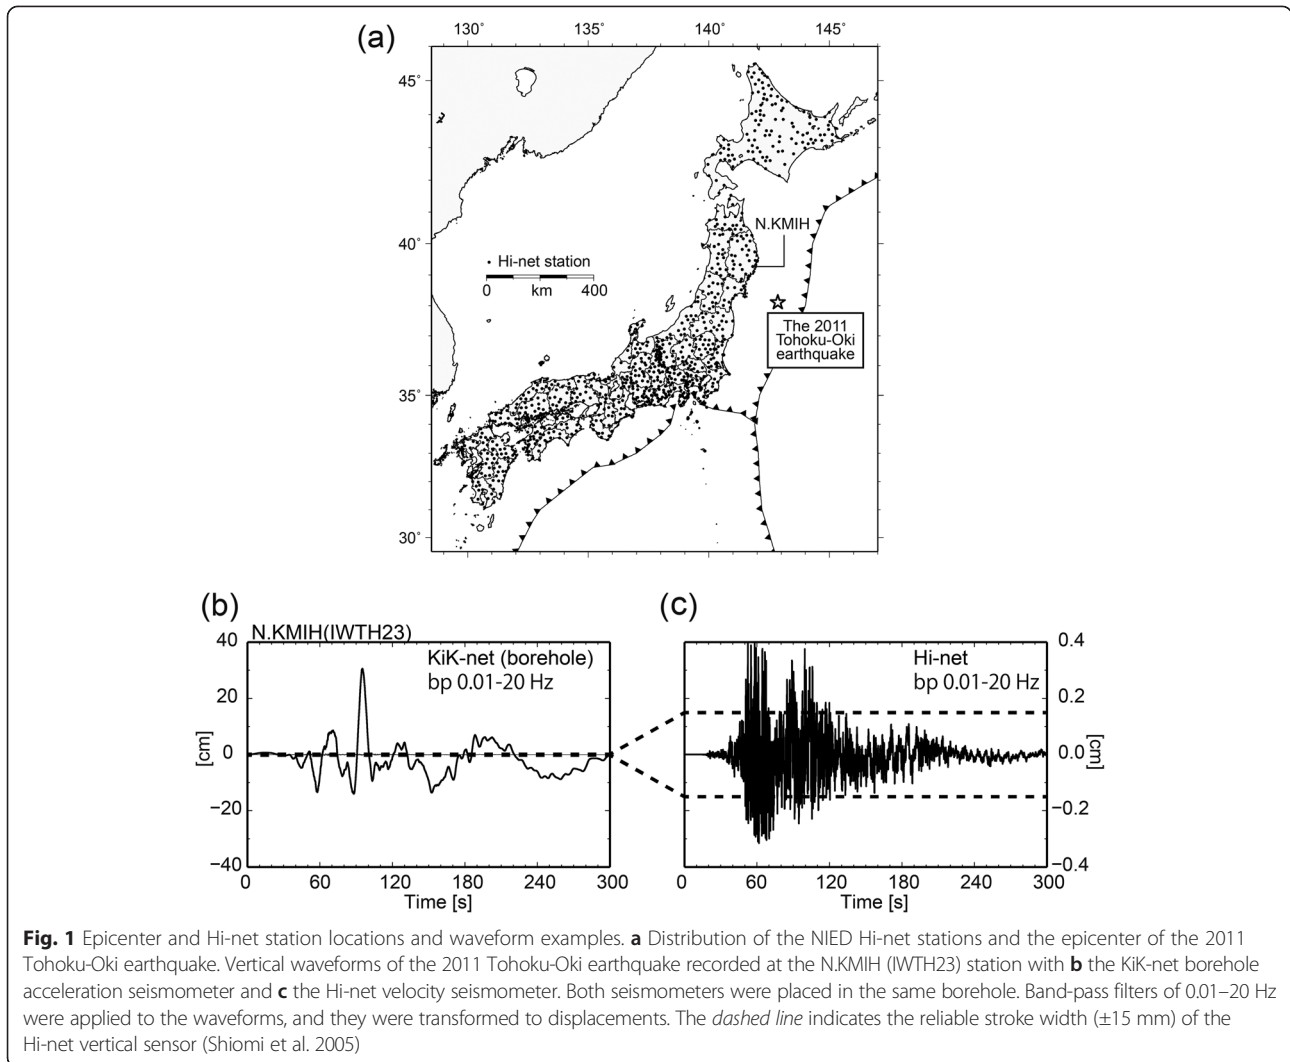 (a)
130° 135° 140° 145°
45°
40°
35°
30°
N.KMIH
• Hi-net station
0 km 400
The 2011
Tohoku-Oki
earthquake
(b)
N.KMIH(IWTH23)
KiK-net (borehole)
bp 0.01-20 Hz
40
20
0
−20
−40
[cm]
0 60 120 180 240 300
Time [s]
(c)
Hi-net
bp 0.01-20 Hz
0.4
0.2
0.0
−0.2
−0.4
[cm]
0 60 120 180 240 300
Time [s]
Fig. 1 Epicenter and Hi-net station locations and waveform examples. a Distribution of the NIED Hi-net stations and the epicenter of the 2011
Tohoku-Oki earthquake. Vertical waveforms of the 2011 Tohoku-Oki earthquake recorded at the N.KMIH (IWTH23) station with b the KiK-net borehole
acceleration seismometer and c the Hi-net velocity seismometer. Both seismometers were placed in the same borehole. Band-pass filters of 0.01–20 Hz
were applied to the waveforms, and they were transformed to displacements. The dashed line indicates the reliable stroke width (±15 mm) of the
Hi-net vertical sensor (Shiomi et al. 2005)